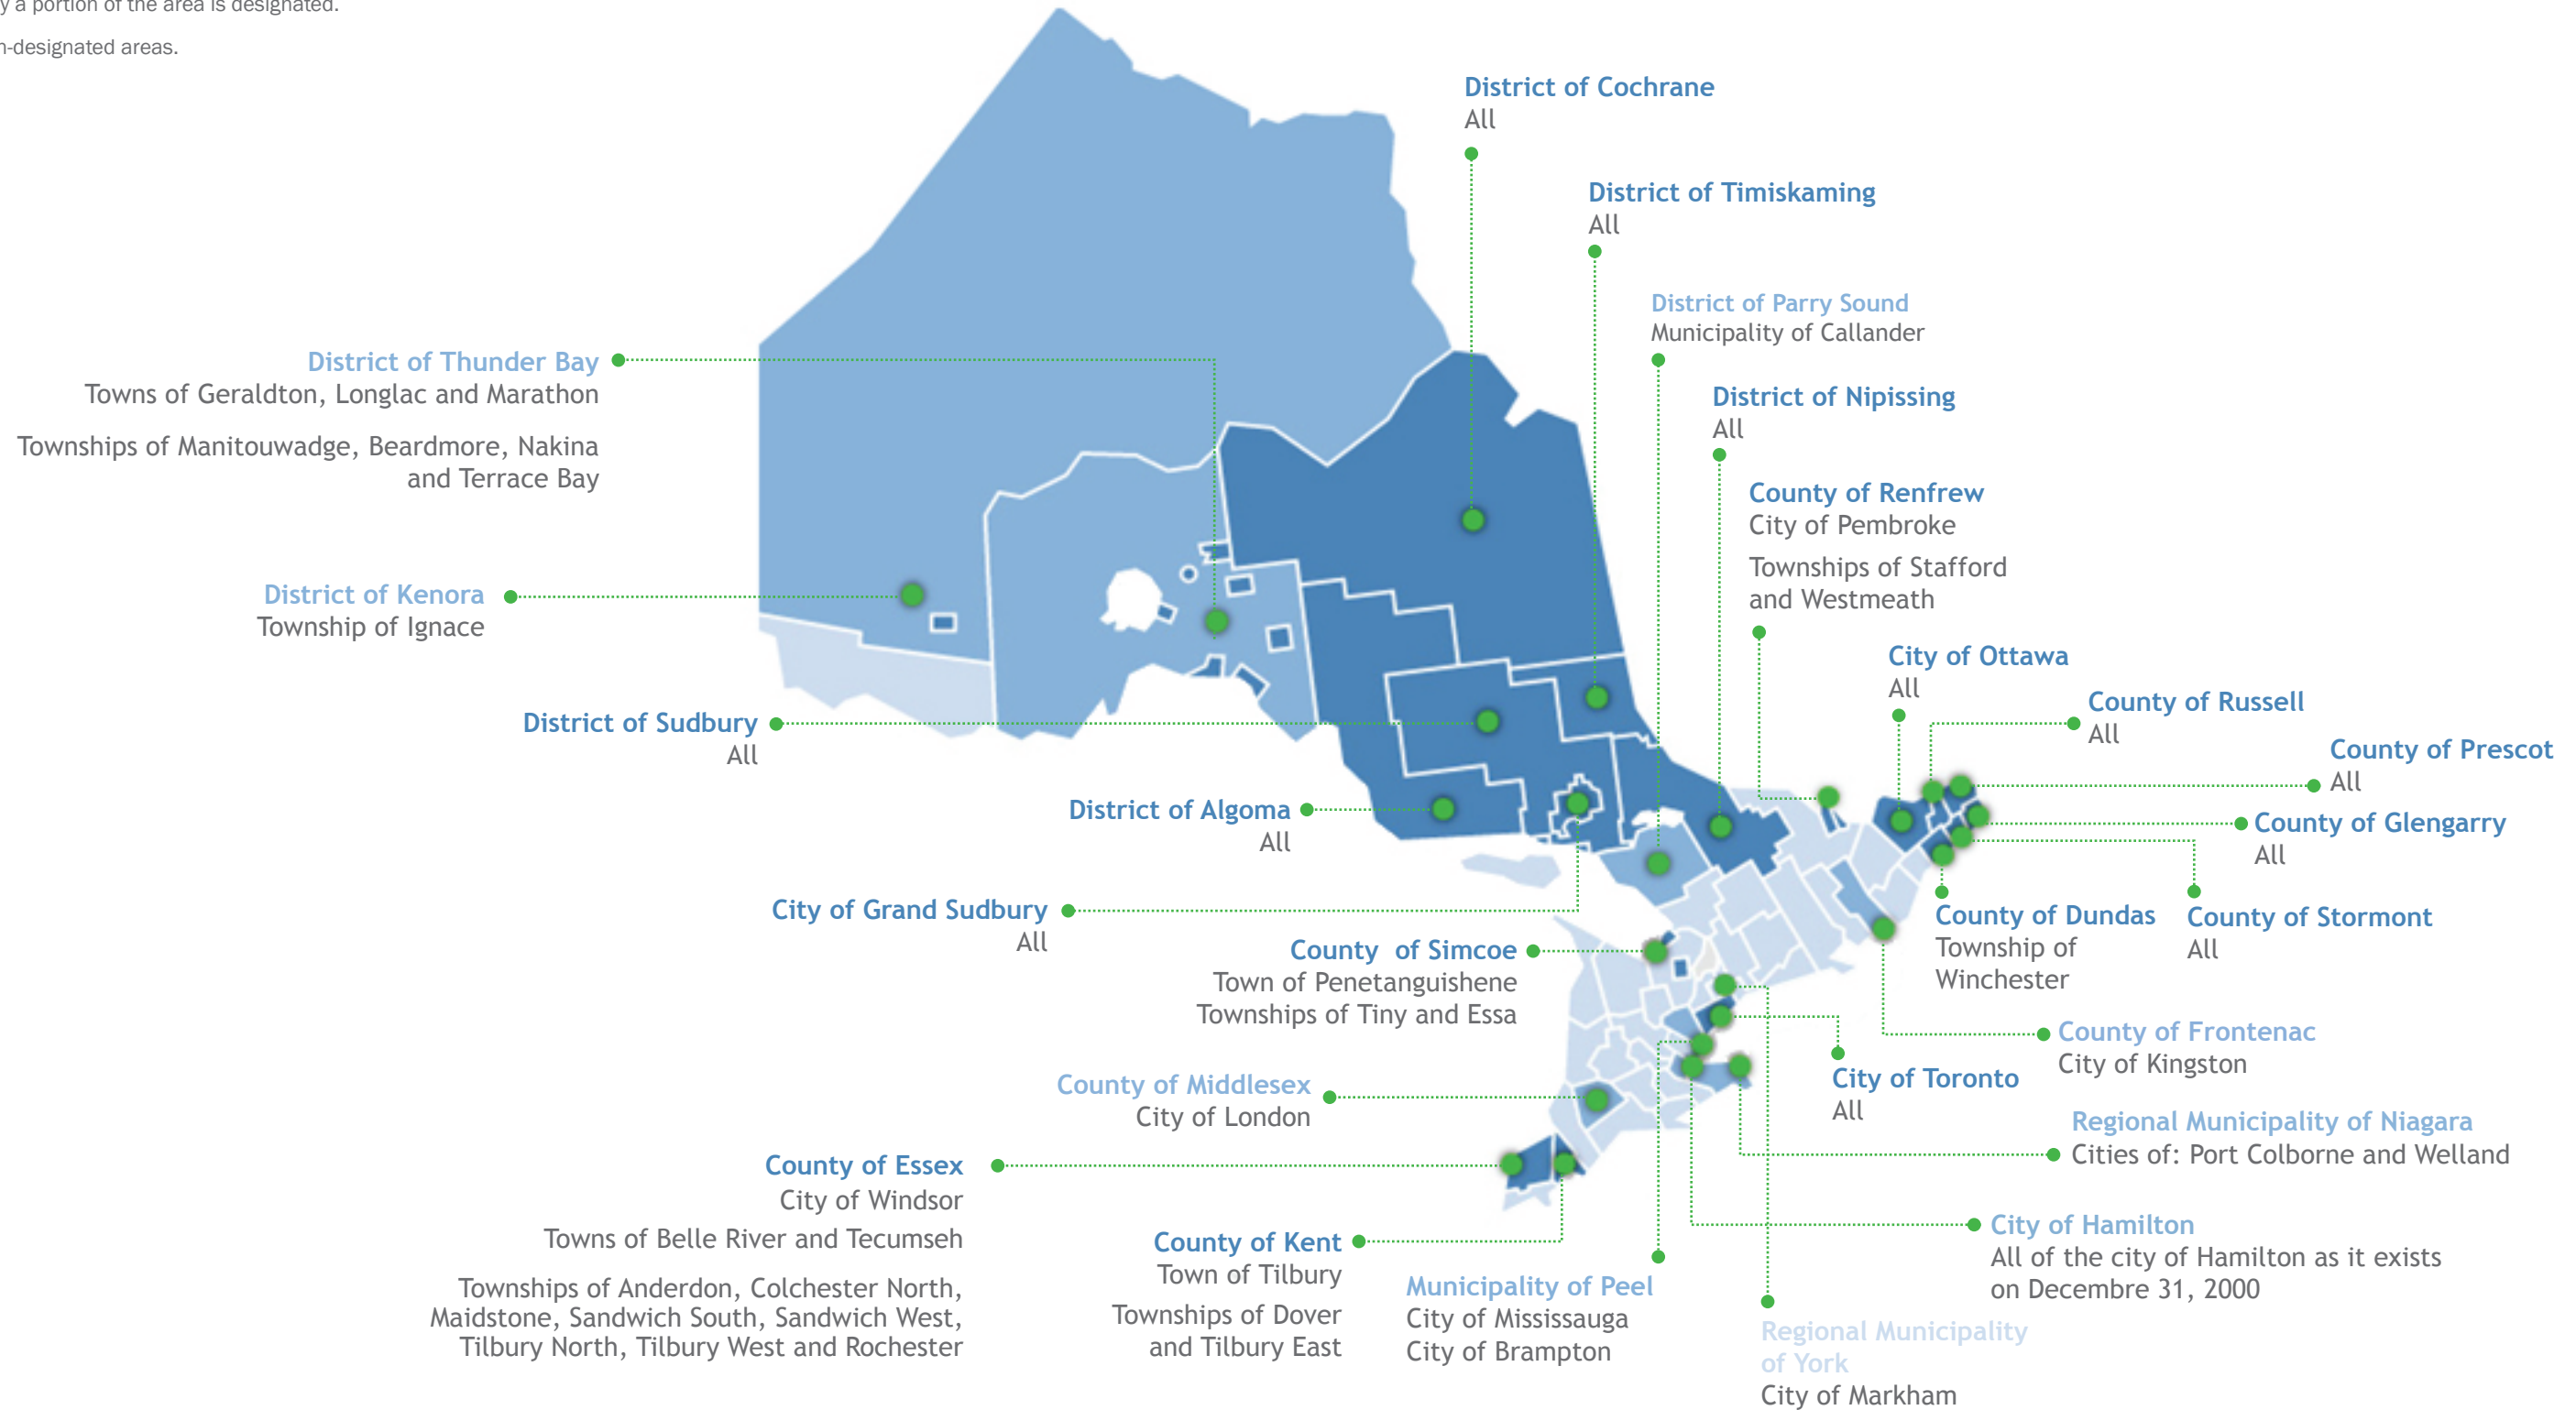 y a portion of the area is designated.
n-designated areas.
District of Cochrane
All
District of Timiskaming
All
District of Parry Sound
Municipality of Callander
District of Thunder Bay
Towns of Geraldton, Longlac and Marathon
Townships of Manitouwadge, Beardmore, Nakina
and Terrace Bay
District of Nipissing
All
County of Renfrew
City of Pembroke
Townships of Stafford
and Westmeath
District of Kenora
Township of Ignace
City of Ottawa
All
County of Russell
All
District of Sudbury
All
County of Prescot
All
District of Algoma
All
County of Glengarry
All
City of Grand Sudbury
All
County of Dundas
Township of
Winchester
County of Stormont
All
County  of Simcoe
Town of Penetanguishene
Townships of Tiny and Essa
County of Frontenac
City of Kingston
City of Toronto
All
County of Middlesex
City of London
Regional Municipality of Niagara
Cities of: Port Colborne and Welland
County of Essex
City of Windsor
Towns of Belle River and Tecumseh
Townships of Anderdon, Colchester North,
Maidstone, Sandwich South, Sandwich West,
Tilbury North, Tilbury West and Rochester
County of Kent
Town of Tilbury
Townships of Dover
and Tilbury East
Municipality of Peel
City of Mississauga
City of Brampton
City of Hamilton
All of the city of Hamilton as it exists
on Decembre 31, 2000
Regional Municipality
of York
City of Markham